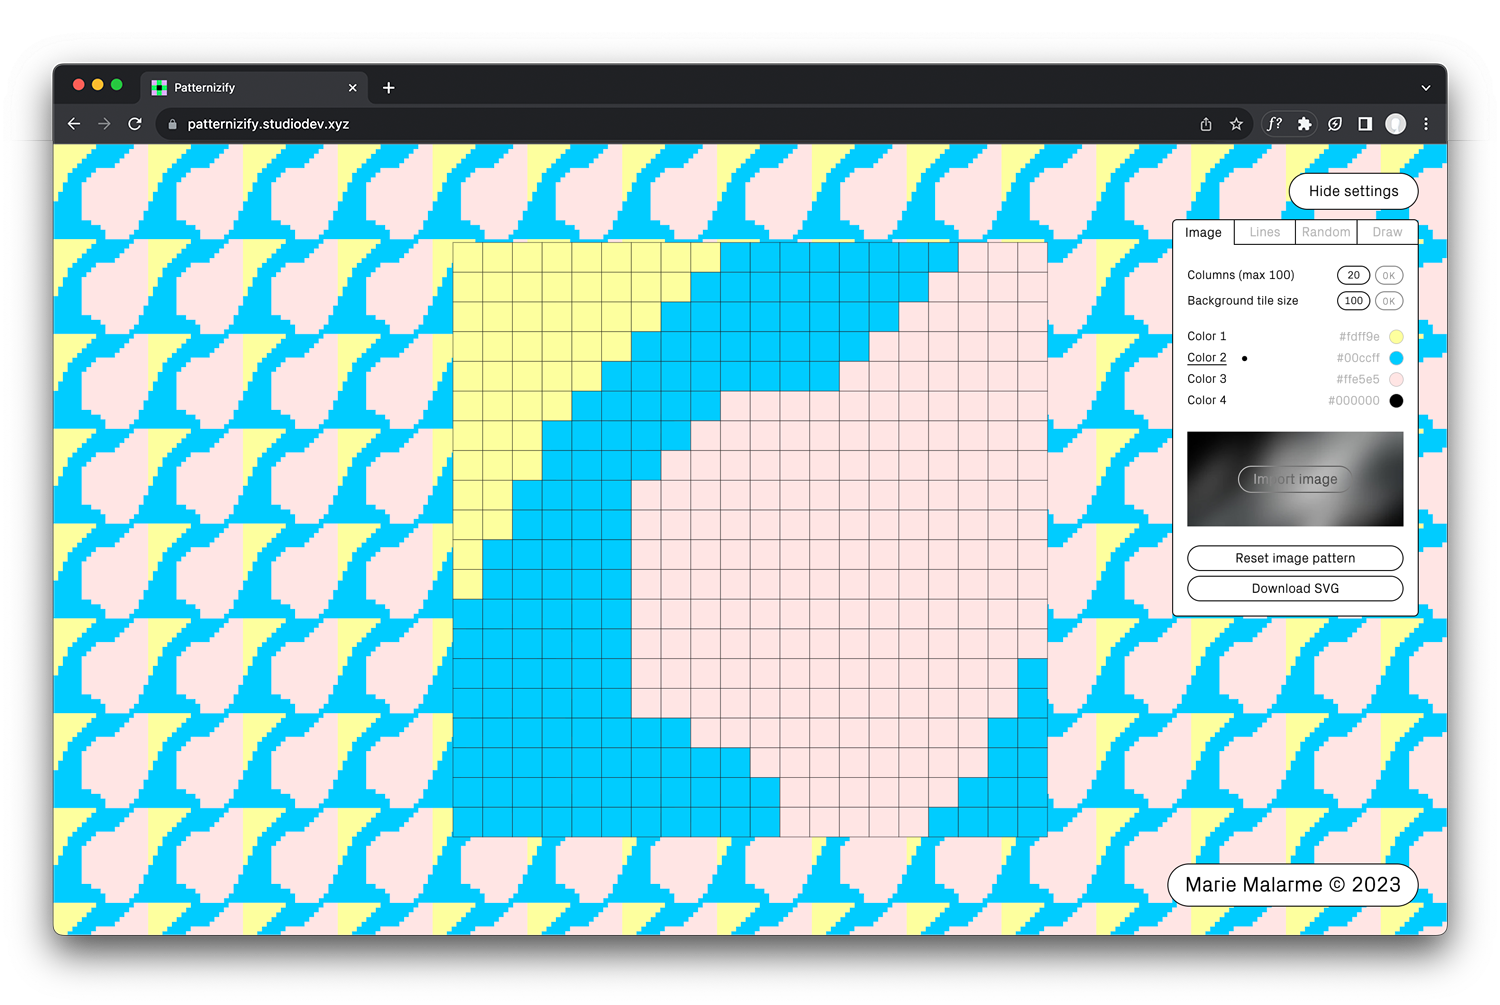 Patternizify
patternizify.studiodev.xyz
f?
Hide settings
Image Lines Random Draw
Columns (max 100) 20 OK
Background tile size 100 OK
Color 1 #fdff9e
Color 2 #00ccff
Color 3 #ffe5e5
Color 4 #000000
Import image
Reset image pattern
Download SVG
Marie Malarme © 2023